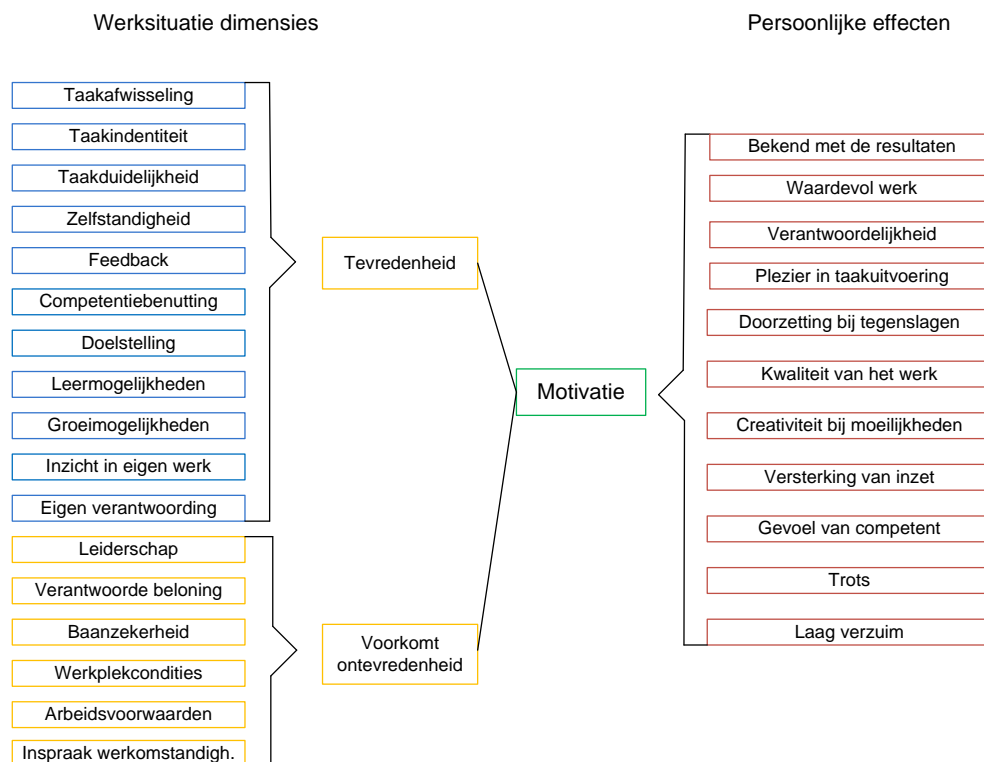 Werksituatie dimensies
Persoonlijke effecten
Taakafwisseling
Taakindentiteit
Taakduidelijkheid
Zelfstandigheid
Feedback
Competentiebenutting
Doelstelling
Leermogelijkheden
Groeimogelijkheden
Inzicht in eigen werk
Eigen verantwoording
Leiderschap
Verantwoorde beloning
Baanzekerheid
Werkplekcondities
Arbeidsvoorwaarden
Inspraak werkomstandigh.
Tevredenheid
Voorkomt
ontevredenheid
Motivatie
Bekend met de resultaten
Waardevol werk
Verantwoordelijkheid
Plezier in taakuitvoering
Doorzetting bij tegenslagen
Kwaliteit van het werk
Creativiteit bij moeilijkheden
Versterking van inzet
Gevoel van competent
Trots
Laag verzuim